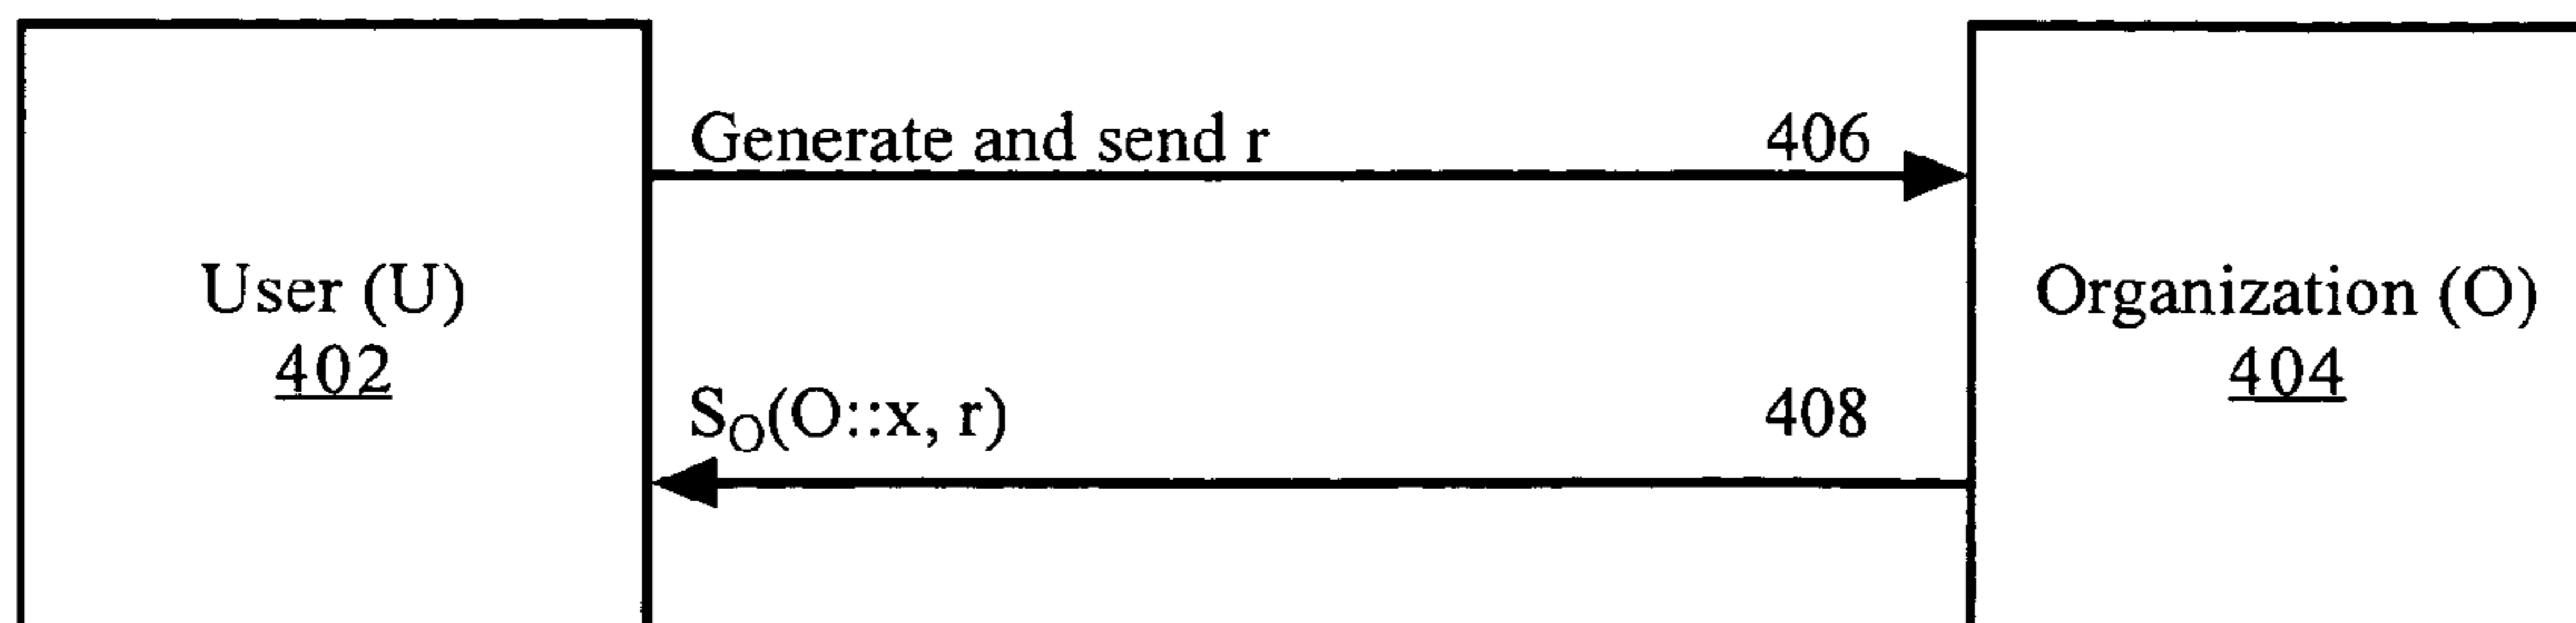 Generate and send r 406
User (U)
402
Organization (O)
404
S_O(O::x, r) 408